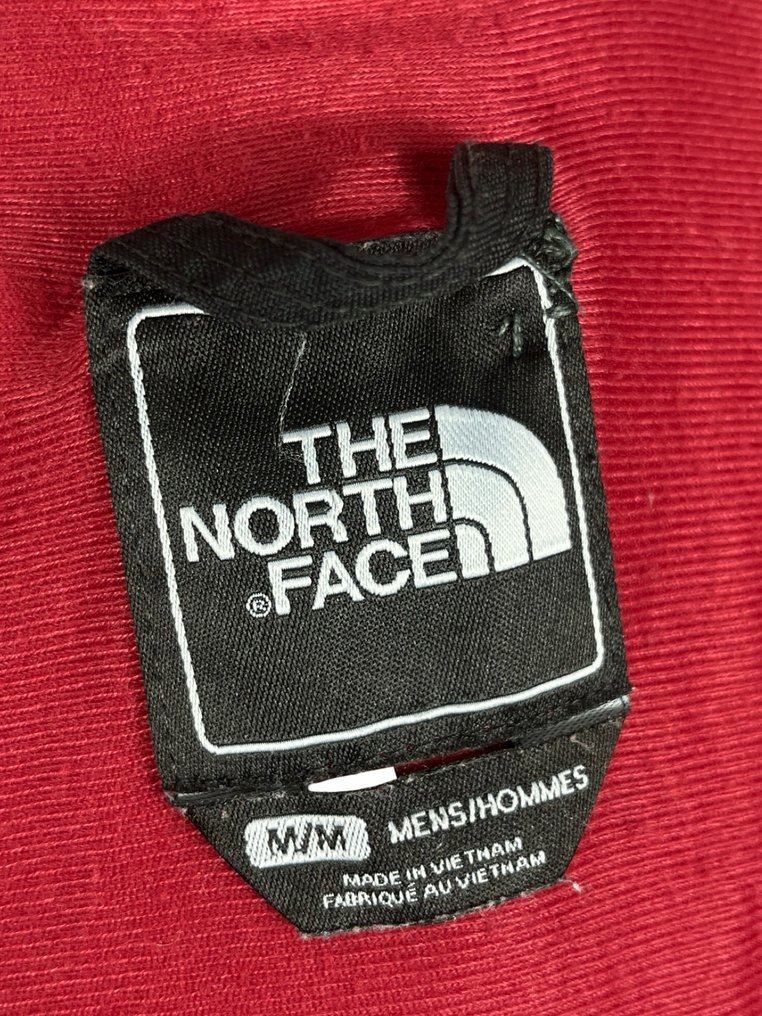 THE
NORTH
FACE
®
M/M MENS/HOMMES
MADE IN VIETNAM
FABRIQUÉ AU VIETNAM